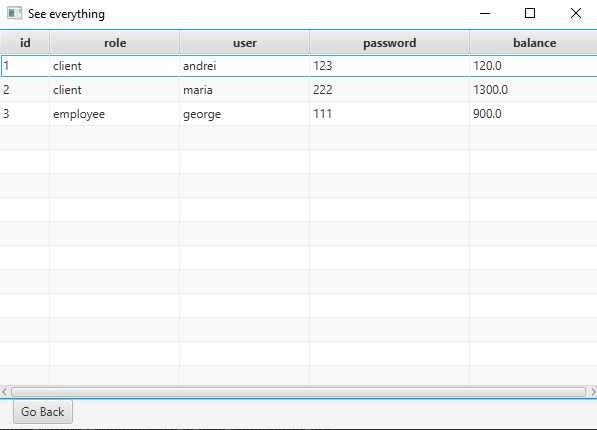 See everything
id role user password balance
1 client andrei 123 120.0
2 client maria 222 1300.0
3 employee george 111 900.0
Go Back